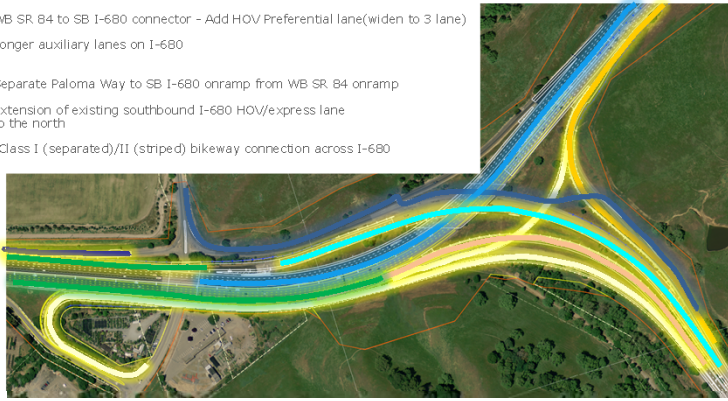 WB SR 84 to SB I-680 connector - Add HOV Preferential lane(widen to 3 lane)
onger auxiliary lanes on I-680
Separate Paloma Way to SB I-680 onramp from WB SR 84 onramp
xtension of existing southbound I-680 HOV/express lane
o the north
Class I (separated)/II (striped) bikeway connection across I-680